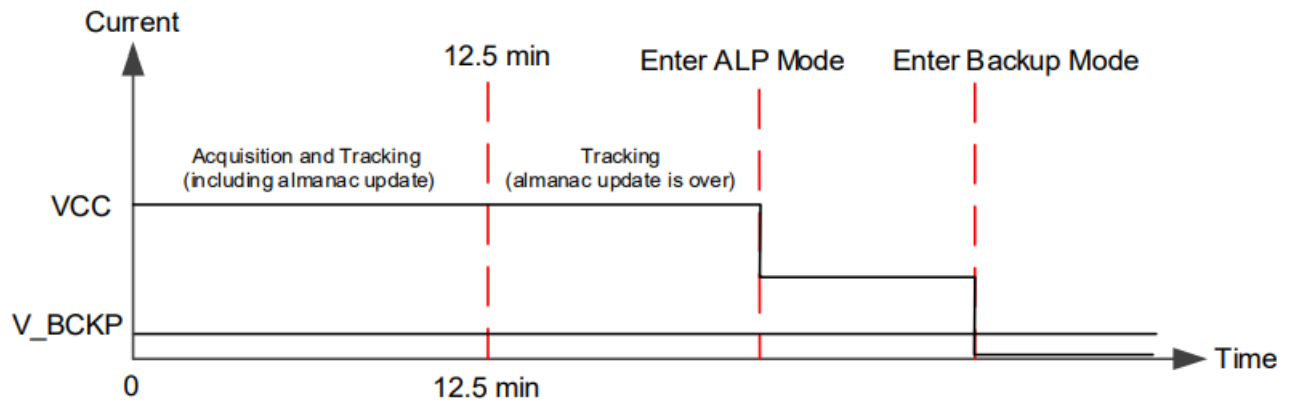 Current
12.5 min
Enter ALP Mode
Enter Backup Mode
Acquisition and Tracking
(including almanac update)
Tracking
(almanac update is over)
VCC
V_BCKP
Time
0
12.5 min